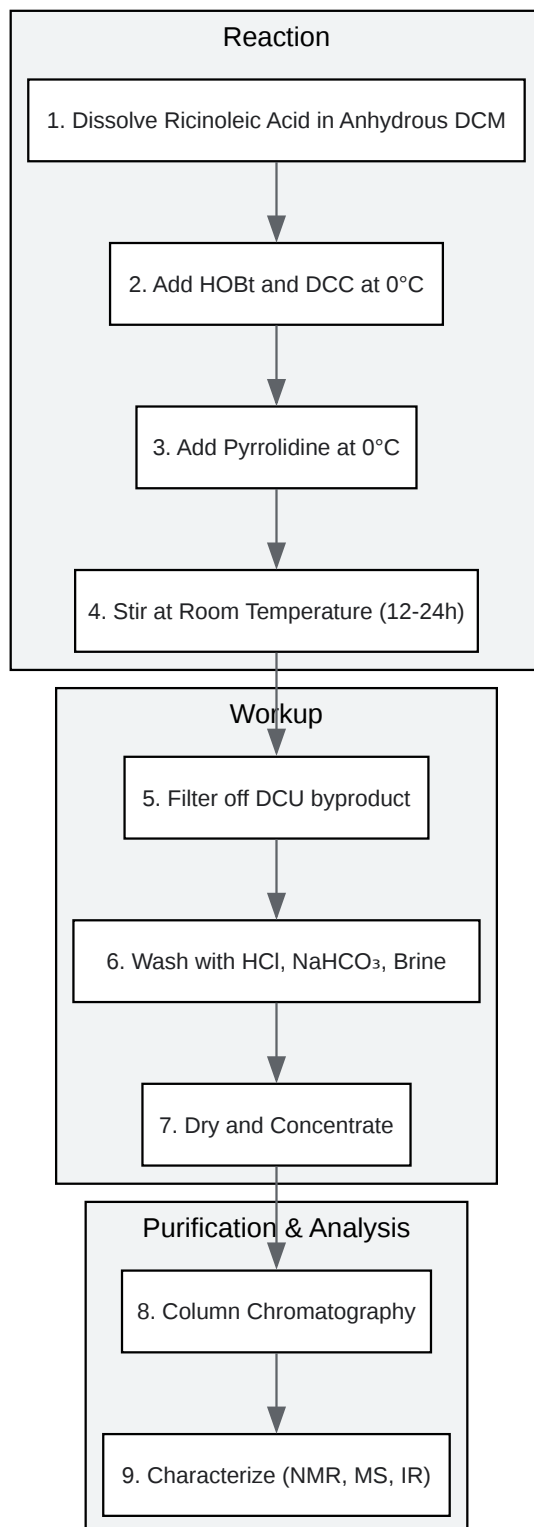 Reaction
1. Dissolve Ricinoleic Acid in Anhydrous DCM
2. Add HOBt and DCC at 0°C
3. Add Pyrrolidine at 0°C
4. Stir at Room Temperature (12-24h)
Workup
5. Filter off DCU byproduct
6. Wash with HCl, NaHCO₃, Brine
7. Dry and Concentrate
Purification & Analysis
8. Column Chromatography
9. Characterize (NMR, MS, IR)